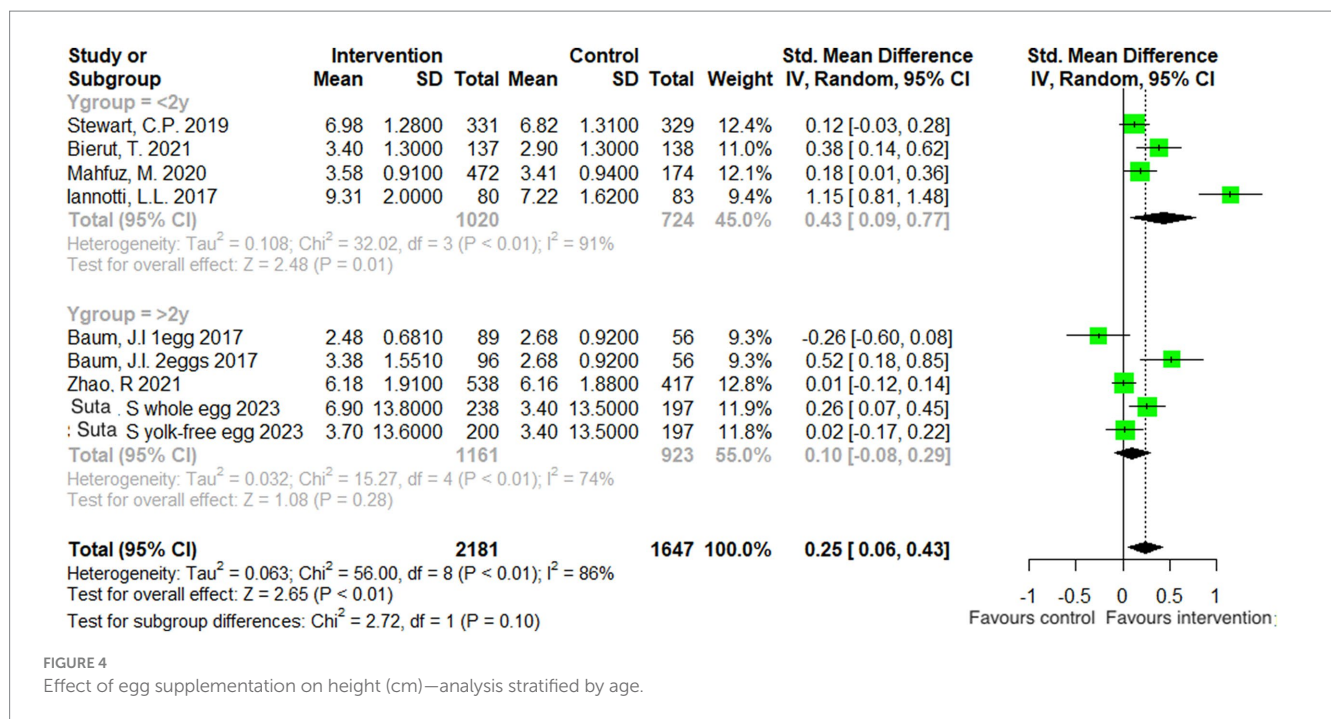 Study or Intervention Control Std. Mean Difference Std. Mean Difference
Subgroup Mean SD Total Mean SD Total Weight IV, Random, 95% CI IV, Random, 95% CI
Ygroup = <2y
Stewart, C.P. 2019 6.98 1.2800 331 6.82 1.3100 329 12.4% 0.12 [-0.03, 0.28]
Bierut, T. 2021 3.40 1.3000 137 2.90 1.3000 138 11.0% 0.38 [ 0.14, 0.62]
Mahfuz, M. 2020 3.58 0.9100 472 3.41 0.9400 174 12.1% 0.18 [ 0.01, 0.36]
Iannotti, L.L. 2017 9.31 2.0000 80 7.22 1.6200 83 9.4% 1.15 [ 0.81, 1.48]
Total (95% CI) 1020 724 45.0% 0.43 [ 0.09, 0.77]
Heterogeneity: Tau² = 0.108; Chi² = 32.02, df = 3 (P < 0.01); I² = 91%
Test for overall effect: Z = 2.48 (P = 0.01)
Ygroup = >2y
Baum, J.I 1egg 2017 2.48 0.6810 89 2.68 0.9200 56 9.3% -0.26 [-0.60, 0.08]
Baum, J.I. 2eggs 2017 3.38 1.5510 96 2.68 0.9200 56 9.3% 0.52 [ 0.18, 0.85]
Zhao, R 2021 6.18 1.9100 538 6.16 1.8800 417 12.8% 0.01 [-0.12, 0.14]
Suta . S whole egg 2023 6.90 13.8000 238 3.40 13.5000 197 11.9% 0.26 [ 0.07, 0.45]
: Suta S yolk-free egg 2023 3.70 13.6000 200 3.40 13.5000 197 11.8% 0.02 [-0.17, 0.22]
Total (95% CI) 1161 923 55.0% 0.10 [-0.08, 0.29]
Heterogeneity: Tau² = 0.032; Chi² = 15.27, df = 4 (P < 0.01); I² = 74%
Test for overall effect: Z = 1.08 (P = 0.28)
Total (95% CI) 2181 1647 100.0% 0.25 [ 0.06, 0.43]
Heterogeneity: Tau² = 0.063; Chi² = 56.00, df = 8 (P < 0.01); I² = 86%
Test for overall effect: Z = 2.65 (P < 0.01)
Test for subgroup differences: Chi² = 2.72, df = 1 (P = 0.10)
-1 -0.5 0 0.5 1
Favours control Favours intervention:
FIGURE 4
Effect of egg supplementation on height (cm)—analysis stratified by age.